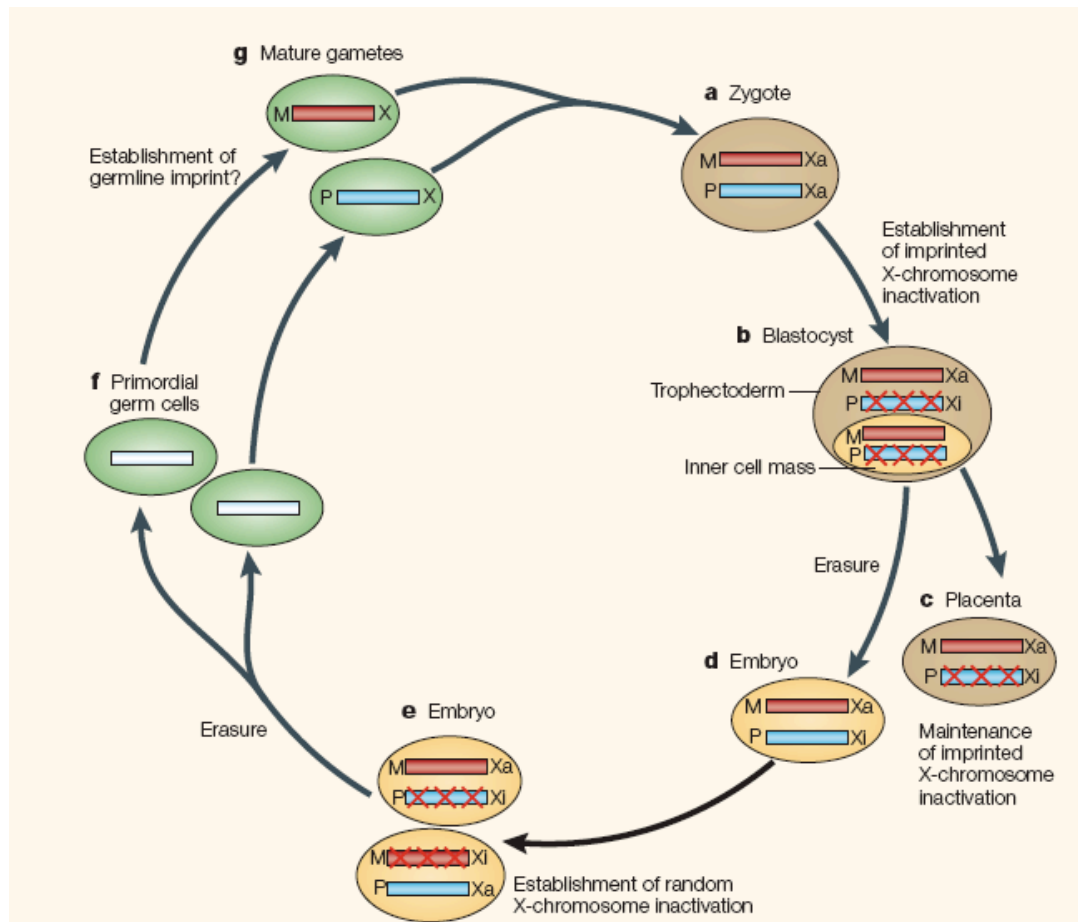 g Mature gametes
M X
Establishment of
germline imprint?
P X
a Zygote
M Xa
P Xa
Establishment
of imprinted
X-chromosome
inactivation
b Blastocyst
M Xa
Trophectoderm
P Xi
M
P
Inner cell mass
f Primordial
germ cells
Erasure
c Placenta
M Xa
P Xi
Maintenance
of imprinted
X-chromosome
inactivation
d Embryo
M Xa
P Xi
Erasure
e Embryo
M Xa
P Xi
M Xi
P Xa
Establishment of random
X-chromosome inactivation